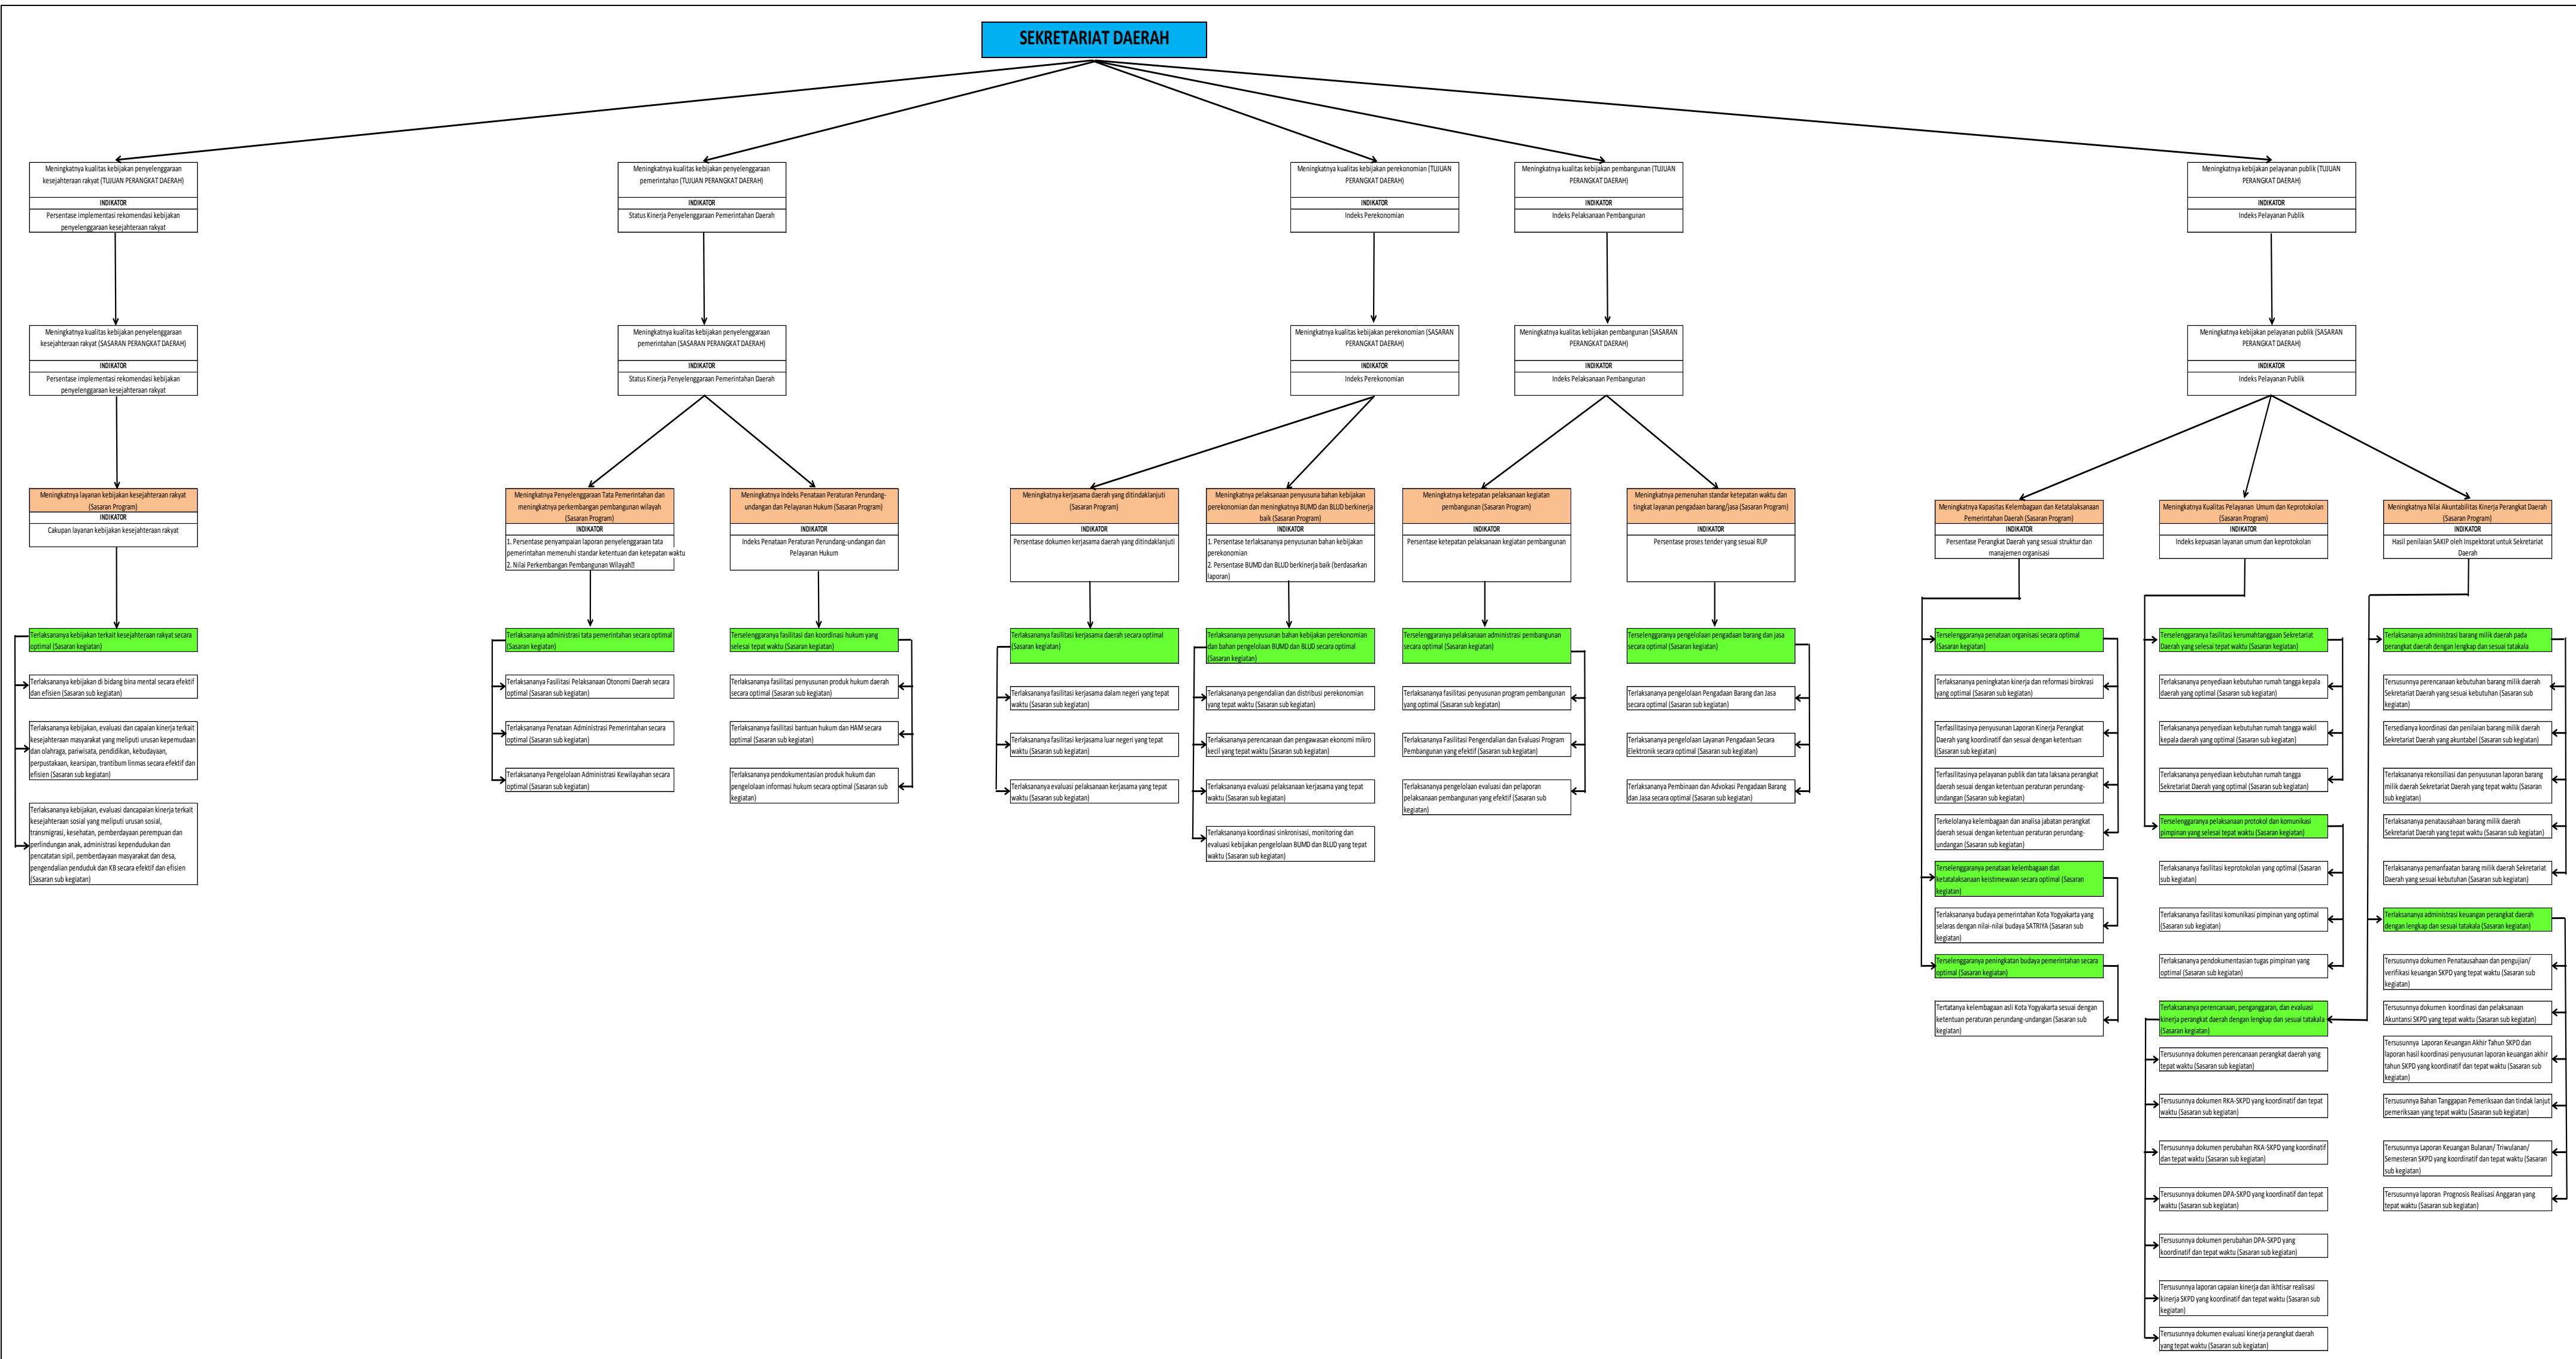 SEKRETARIAT DAERAH
Meningkatnya kualitas kebijakan penyelenggaraan
kesejahteraan rakyat (TUJUAN PERANGKAT DAERAH)
INDIKATOR
Persentase implementasi rekomendasi kebijakan
penyelenggaraan kesejahteraan rakyat
Meningkatnya kualitas kebijakan penyelenggaraan
pemerintahan (TUJUAN PERANGKAT DAERAH)
INDIKATOR
Status Kinerja Penyelenggaraan Pemerintahan Daerah
Meningkatnya kualitas kebijakan perekonomian (TUJUAN
PERANGKAT DAERAH)
INDIKATOR
Indeks Perekonomian
Meningkatnya kualitas kebijakan pembangunan (TUJUAN
PERANGKAT DAERAH)
INDIKATOR
Indeks Pelaksanaan Pembangunan
Meningkatnya kualitas kebijakan pelayanan publik (TUJUAN
PERANGKAT DAERAH)
INDIKATOR
Indeks Pelayanan Publik
Meningkatnya kualitas kebijakan penyelenggaraan
kesejahteraan rakyat (SASARAN PERANGKAT DAERAH)
INDIKATOR
Persentase implementasi rekomendasi kebijakan
penyelenggaraan kesejahteraan rakyat
Meningkatnya kualitas kebijakan penyelenggaraan
pemerintahan (SASARAN PERANGKAT DAERAH)
INDIKATOR
Status Kinerja Penyelenggaraan Pemerintahan Daerah
Meningkatnya kualitas kebijakan perekonomian (SASARAN
PERANGKAT DAERAH)
INDIKATOR
Indeks Perekonomian
Meningkatnya kualitas kebijakan pembangunan (SASARAN
PERANGKAT DAERAH)
INDIKATOR
Indeks Pelaksanaan Pembangunan
Meningkatnya kebijakan pelayanan publik (SASARAN
PERANGKAT DAERAH)
INDIKATOR
Indeks Pelayanan Publik
Meningkatnya layanan kebijakan kesejahteraan rakyat
(Sasaran Program)
INDIKATOR
Cakupan layanan kebijakan kesejahteraan rakyat
Meningkatnya Penyelenggaraan Tata Pemerintahan dan
meningkatnya perkembangan pembangunan wilayah
(Sasaran Program)
INDIKATOR
1. Persentase penyampaian laporan penyelenggaraan tata
pemerintahan memenuhi standar ketentuan dan ketepatan waktu
2. Nilai Perkembangan Pembangunan Wilayah
Meningkatnya Indeks Penataan Peraturan Perundang-
undangan dan Pelayanan Hukum (Sasaran Program)
INDIKATOR
Indeks Penataan Peraturan Perundang-undangan dan
Pelayanan Hukum
Meningkatnya kerjasama daerah yang ditindaklanjuti
(Sasaran Program)
INDIKATOR
Persentase dokumen kerjasama daerah yang ditindaklanjuti
Meningkatnya pelaksanaan penyusuna bahan kebijakan
perekonomian dan meningkatnya BUMD dan BLUD berkinerja
baik (Sasaran Program)
INDIKATOR
1. Persentase terlaksananya penyusunan bahan kebijakan
perekonomian
2. Persentase BUMD dan BLUD berkinerja baik (berdasarkan
laporan)
Meningkatnya ketepatan pelaksanaan kegiatan
pembangunan (Sasaran Program)
INDIKATOR
Persentase ketepatan pelaksanaan kegiatan pembangunan
Meningkatnya pemenuhan standar ketepatan waktu dan
tingkat layanan pengadaan barang/jasa (Sasaran Program)
INDIKATOR
Persentase proses tender yang sesuai RUP
Meningkatnya Kapasitas Kelembagaan dan Ketatalaksanaan
Pemerintahan Daerah (Sasaran Program)
INDIKATOR
Persentase Perangkat Daerah yang sesuai struktur dan
manajemen organisasi
Meningkatnya Kualitas Pelayanan Umum dan Keprotokolan
(Sasaran Program)
INDIKATOR
Indeks kepuasan layanan umum dan keprotokolan
Meningkatnya Nilai Akuntabilitas Kinerja Perangkat Daerah
(Sasaran Program)
INDIKATOR
Hasil penilaian SAKIP oleh Inspektorat untuk Sekretariat
Daerah
Terlaksananya kebijakan terkait kesejahteraan rakyat secara
optimal (Sasaran kegiatan)
Terlaksananya kebijakan di bidang bina mental secara efektif
dan efisien (Sasaran sub kegiatan)
Terlaksananya kebijakan, evaluasi dan capaian kinerja terkait
kesejahteraan masyarakat yang meliputi urusan kepemudaan
dan olahraga, pariwisata, pendidikan, kebudayaan,
perpustakaan, kearsipan, trantibum linmas secara efektif dan
efisien (Sasaran sub kegiatan)
Terlaksananya kebijakan, evaluasi dancapaian kinerja terkait
kesejahteraan sosial yang meliputi urusan sosial,
transmigrasi, kesehatan, pemberdayaan perempuan dan
perlindungan anak, administrasi kependudukan dan
pencatatan sipil, pemberdayaan masyarakat dan desa,
pengendalian penduduk dan KB secara efektif dan efisien
(Sasaran sub kegiatan)
Terlaksananya administrasi tata pemerintahan secara optimal
(Sasaran kegiatan)
Terlaksananya Fasilitasi Pelaksanaan Otonomi Daerah secara
optimal (Sasaran sub kegiatan)
Terlaksananya Penataan Administrasi Pemerintahan secara
optimal (Sasaran sub kegiatan)
Terlaksananya Pengelolaan Administrasi Kewilayahan secara
optimal (Sasaran sub kegiatan)
Terselenggaranya fasilitasi dan koordinasi hukum yang
selesai tepat waktu (Sasaran kegiatan)
Terlaksananya fasilitasi penyusunan produk hukum daerah
secara optimal (Sasaran sub kegiatan)
Terlaksananya fasilitasi bantuan hukum dan HAM secara
optimal (Sasaran sub kegiatan)
Terlaksananya pendokumentasian produk hukum dan
pengelolaan informasi hukum secara optimal (Sasaran sub
kegiatan)
Terlaksananya fasilitasi kerjasama daerah secara optimal
(Sasaran kegiatan)
Terlaksananya fasilitasi kerjasama dalam negeri yang tepat
waktu (Sasaran sub kegiatan)
Terlaksananya fasilitasi kerjasama luar negeri yang tepat
waktu (Sasaran sub kegiatan)
Terlaksananya evaluasi pelaksanaan kerjasama yang tepat
waktu (Sasaran sub kegiatan)
Terlaksananya penyusunan bahan kebijakan perekonomian
dan bahan pengelolaan BUMD dan BLUD secara optimal
(Sasaran kegiatan)
Terlaksananya pengendalian dan distribusi perekonomian
yang tepat waktu (Sasaran sub kegiatan)
Terlaksananya perencanaan dan pengawasan ekonomi mikro
kecil yang tepat waktu (Sasaran sub kegiatan)
Terlaksananya evaluasi pelaksanaan kerjasama yang tepat
waktu (Sasaran sub kegiatan)
Terlaksananya koordinasi sinkronisasi, monitoring dan
evaluasi kebijakan pengelolaan BUMD dan BLUD yang tepat
waktu (Sasaran sub kegiatan)
Terselenggaranya pelaksanaan administrasi pembangunan
secara optimal (Sasaran kegiatan)
Terlaksananya fasilitasi penyusunan program pembangunan
yang optimal (Sasaran sub kegiatan)
Terlaksananya Fasilitasi Pengendalian dan Evaluasi Program
Pembangunan yang efektif (Sasaran sub kegiatan)
Terlaksananya pengelolaan evaluasi dan pelaporan
pelaksanaan pembangunan yang efektif (Sasaran sub
kegiatan)
Terselenggaranya pengelolaan pengadaan barang dan jasa
secara optimal (Sasaran kegiatan)
Terlaksananya pengelolaan Pengadaan Barang dan Jasa
secara optimal (Sasaran sub kegiatan)
Terlaksananya pengelolaan Layanan Pengadaan Secara
Elektronik secara optimal (Sasaran sub kegiatan)
Terlaksananya Pembinaan dan Advokasi Pengadaan Barang
dan Jasa secara optimal (Sasaran sub kegiatan)
Terselenggaranya penataan organisasi secara optimal
(Sasaran kegiatan)
Terlaksananya peningkatan kinerja dan reformasi birokrasi
yang optimal (Sasaran sub kegiatan)
Terfasilitasinya penyusunan Laporan Kinerja Perangkat
Daerah yang koordinatif dan sesuai dengan ketentuan
(Sasaran sub kegiatan)
Terfasilitasinya pelayanan publik dan tata laksana perangkat
daerah sesuai dengan ketentuan peraturan perundang-
undangan (Sasaran sub kegiatan)
Terkelolanya kelembagaan dan analisa jabatan perangkat
daerah sesuai dengan ketentuan peraturan perundang-
undangan (Sasaran sub kegiatan)
Terselenggaranya penataan kelembagaan dan
ketatalaksanaan keistimewaan secara optimal (Sasaran
kegiatan)
Terlaksananya budaya pemerintahan Kota Yogyakarta yang
selaras dengan nilai-nilai budaya SATRIYA (Sasaran sub
kegiatan)
Terselenggaranya peningkatan budaya pemerintahan secara
optimal (Sasaran kegiatan)
Tertatanya kelembagaan asli Kota Yogyakarta sesuai dengan
ketentuan peraturan perundang-undangan (Sasaran sub
kegiatan)
Terselenggaranya fasilitasi kerumahtanggaan Sekretariat
Daerah yang selesai tepat waktu (Sasaran kegiatan)
Terlaksananya penyediaan kebutuhan rumah tangga kepala
daerah yang optimal (Sasaran sub kegiatan)
Terlaksananya penyediaan kebutuhan rumah tangga wakil
kepala daerah yang optimal (Sasaran sub kegiatan)
Terlaksananya penyediaan kebutuhan rumah tangga
Sekretariat Daerah yang optimal (Sasaran sub kegiatan)
Terselenggaranya pelaksanaan protokol dan komunikasi
pimpinan yang selesai tepat waktu (Sasaran kegiatan)
Terlaksananya fasilitasi keprotokolan yang optimal (Sasaran
sub kegiatan)
Terlaksananya fasilitasi komunikasi pimpinan yang optimal
(Sasaran sub kegiatan)
Terlaksananya pendokumentasian tugas pimpinan yang
optimal (Sasaran sub kegiatan)
Terlaksananya perencanaan, penganggaran, dan evaluasi
kinerja perangkat daerah dengan lengkap dan sesuai tatakala
(Sasaran kegiatan)
Tersusunnya dokumen perencanaan perangkat daerah yang
tepat waktu (Sasaran sub kegiatan)
Tersusunnya dokumen RKA-SKPD yang koordinatif dan tepat
waktu (Sasaran sub kegiatan)
Tersusunnya dokumen perubahan RKA-SKPD yang koordinatif
dan tepat waktu (Sasaran sub kegiatan)
Tersusunnya dokumen DPA-SKPD yang koordinatif dan tepat
waktu (Sasaran sub kegiatan)
Tersusunnya dokumen perubahan DPA-SKPD yang
koordinatif dan tepat waktu (Sasaran sub kegiatan)
Tersusunnya laporan capaian kinerja dan ikhtisar realisasi
kinerja SKPD yang koordinatif dan tepat waktu (Sasaran sub
kegiatan)
Tersusunnya dokumen evaluasi kinerja perangkat daerah
yang tepat waktu (Sasaran sub kegiatan)
Terlaksananya administrasi barang milik daerah pada
perangkat daerah dengan lengkap dan sesuai tatakala
Tersusunnya perencanaan kebutuhan barang milik daerah
Sekretariat Daerah yang sesuai kebutuhan (Sasaran sub
kegiatan)
Tersedianya koordinasi dan penilaian barang milik daerah
Sekretariat Daerah yang akuntabel (Sasaran sub kegiatan)
Terlaksananya rekonsiliasi dan penyusunan laporan barang
milik daerah Sekretariat Daerah yang tepat waktu (Sasaran
sub kegiatan)
Terlaksananya penatausahaan barang milik daerah
Sekretariat Daerah yang tepat waktu (Sasaran sub kegiatan)
Terlaksananya pemanfaatan barang milik daerah Sekretariat
Daerah yang sesuai kebutuhan (Sasaran sub kegiatan)
Terlaksananya administrasi keuangan perangkat daerah
dengan lengkap dan sesuai tatakala (Sasaran kegiatan)
Tersusunnya dokumen Penatausahaan dan pengujian/
verifikasi keuangan SKPD yang tepat waktu (Sasaran sub
kegiatan)
Tersusunnya dokumen koordinasi dan pelaksanaan
Akuntansi SKPD yang tepat waktu (Sasaran sub kegiatan)
Tersusunnya Laporan Keuangan Akhir Tahun SKPD dan
laporan hasil koordinasi penyusunan laporan keuangan akhir
tahun SKPD yang koordinatif dan tepat waktu (Sasaran sub
kegiatan)
Tersusunnya Bahan Tanggapan Pemeriksaan dan tindak lanjut
pemeriksaan yang tepat waktu (Sasaran sub kegiatan)
Tersusunnya Laporan Keuangan Bulanan/ Triwulanan/
Semesteran SKPD yang koordinatif dan tepat waktu (Sasaran
sub kegiatan)
Tersusunnya laporan Prognosis Realisasi Anggaran yang
tepat waktu (Sasaran sub kegiatan)